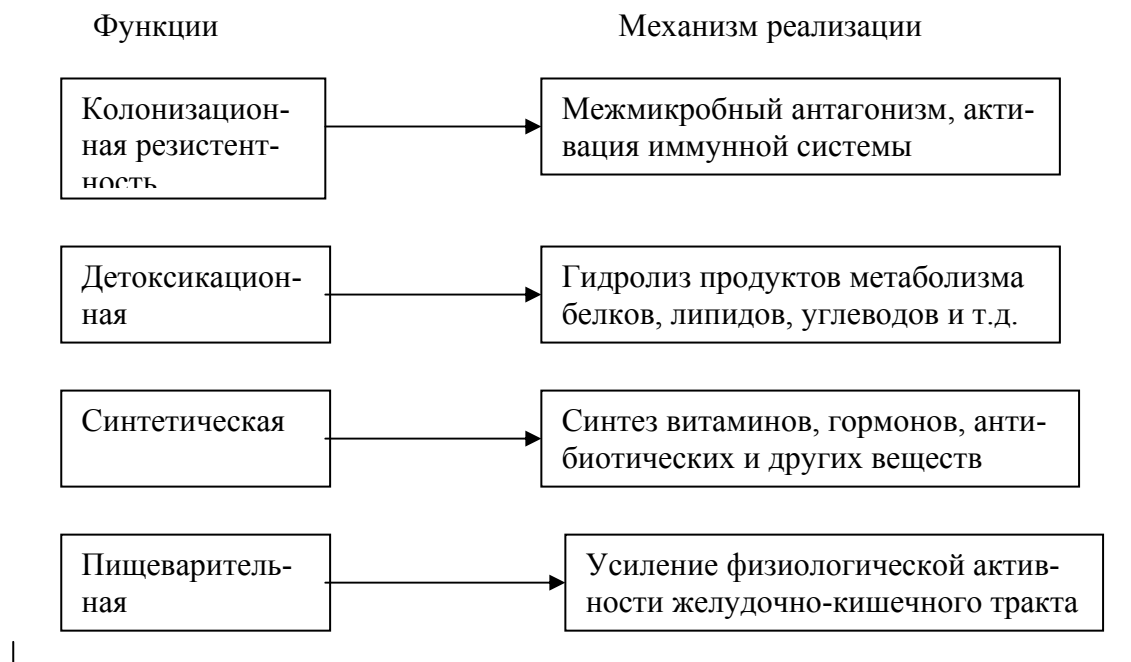 Функции
Механизм реализации
Колонизацион-
ная резистент-
ность
Межмикробный антагонизм, акти-
вация иммунной системы
Детоксикацион-
ная
Гидролиз продуктов метаболизма
белков, липидов, углеводов и т.д.
Синтетическая
Синтез витаминов, гормонов, анти-
биотических и других веществ
Пищеваритель-
ная
Усиление физиологической актив-
ности желудочно-кишечного тракта